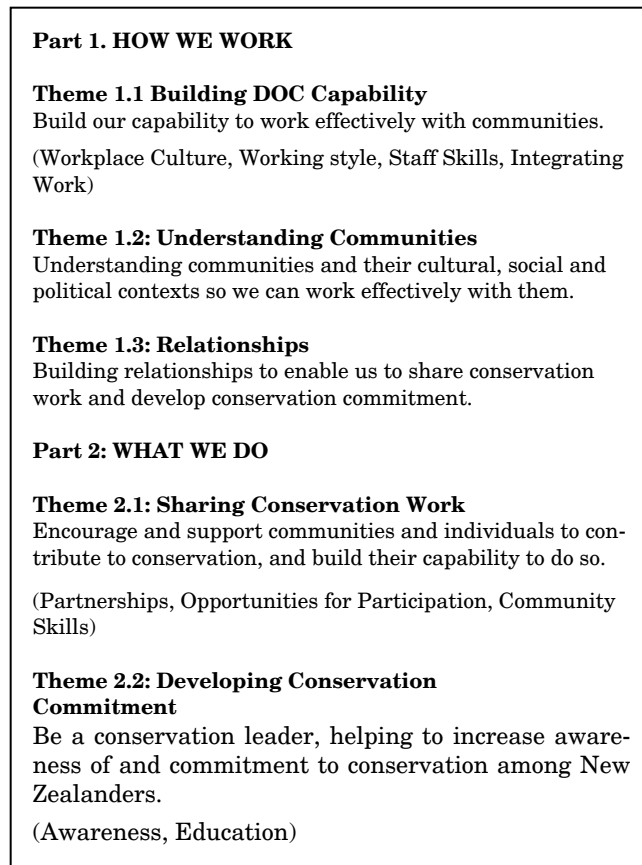 Part 1. HOW WE WORK
Theme 1.1 Building DOC Capability
Build our capability to work effectively with communities.
(Workplace Culture, Working style, Staff Skills, Integrating
Work)
Theme 1.2: Understanding Communities
Understanding communities and their cultural, social and
political contexts so we can work effectively with them.
Theme 1.3: Relationships
Building relationships to enable us to share conservation
work and develop conservation commitment.
Part 2: WHAT WE DO
Theme 2.1: Sharing Conservation Work
Encourage and support communities and individuals to con-
tribute to conservation, and build their capability to do so.
(Partnerships, Opportunities for Participation, Community
Skills)
Theme 2.2: Developing Conservation
Commitment
Be a conservation leader, helping to increase aware-
ness of and commitment to conservation among New
Zealanders.
(Awareness, Education)